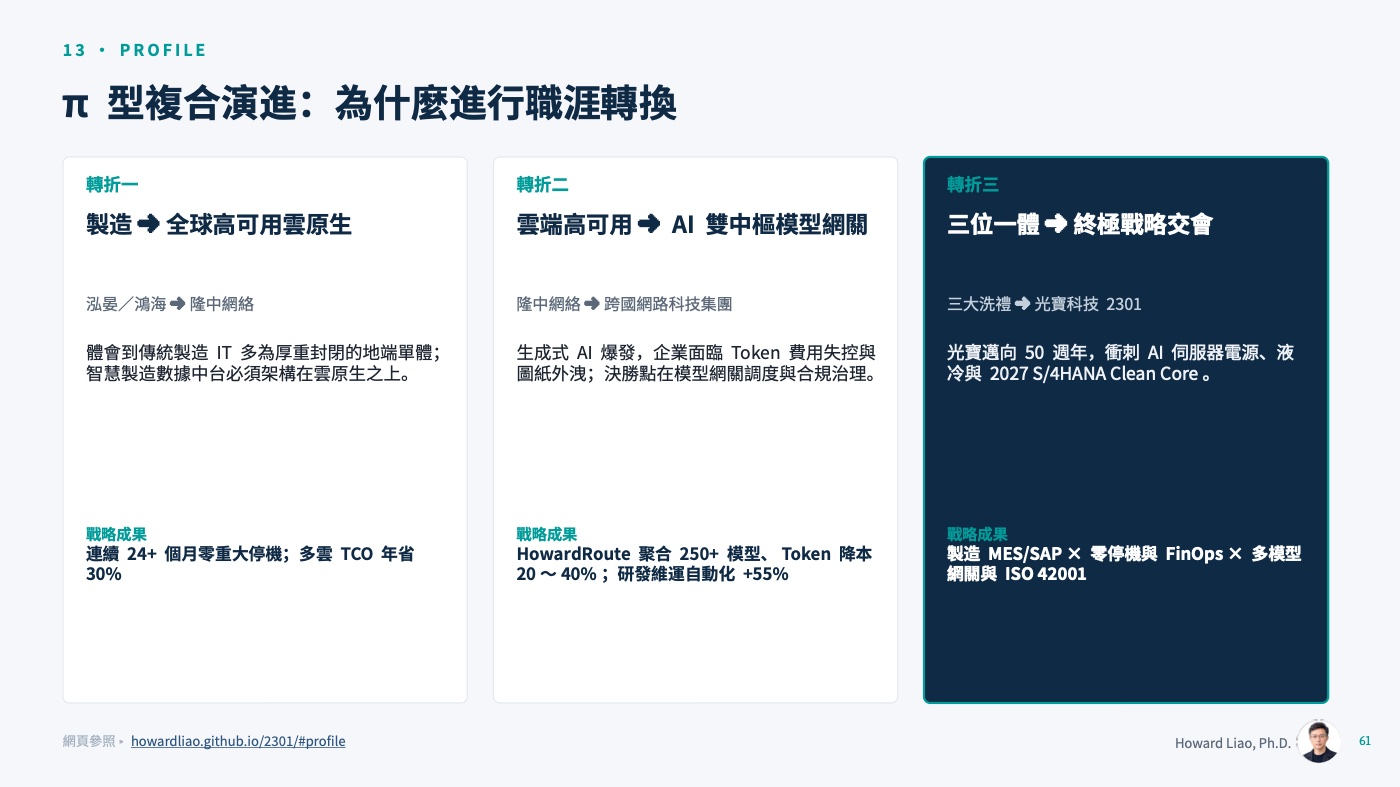 13 • PROFILE
π 型複合演進：為什麼進行職涯轉換
轉折一
製造 ➜ 全球高可用雲原生
泓晏／鴻海 ➜ 隆中網絡
體會到傳統製造 IT 多為厚重封閉的地端單體；
智慧製造數據中台必須架構在雲原生之上。
戰略成果
連續 24+ 個月零重大停機；多雲 TCO 年省
30%
轉折二
雲端高可用 ➜ AI 雙中樞模型網關
隆中網絡 ➜ 跨國網路科技集團
生成式 AI 爆發，企業面臨 Token 費用失控與
圖紙外洩；決勝點在模型網關調度與合規治理。
戰略成果
HowardRoute 聚合 250+ 模型、Token 降本
20 ～ 40%；研發維運自動化 +55%
轉折三
三位一體 ➜ 終極戰略交會
三大洗禮 ➜ 光寶科技 2301
光寶邁向 50 週年，衝刺 AI 伺服器電源、液
冷與 2027 S/4HANA Clean Core。
戰略成果
製造 MES/SAP × 零停機與 FinOps × 多模型
網關與 ISO 42001
網頁參照 ▸ howardliao.github.io/2301/#profile
Howard Liao, Ph.D.
61